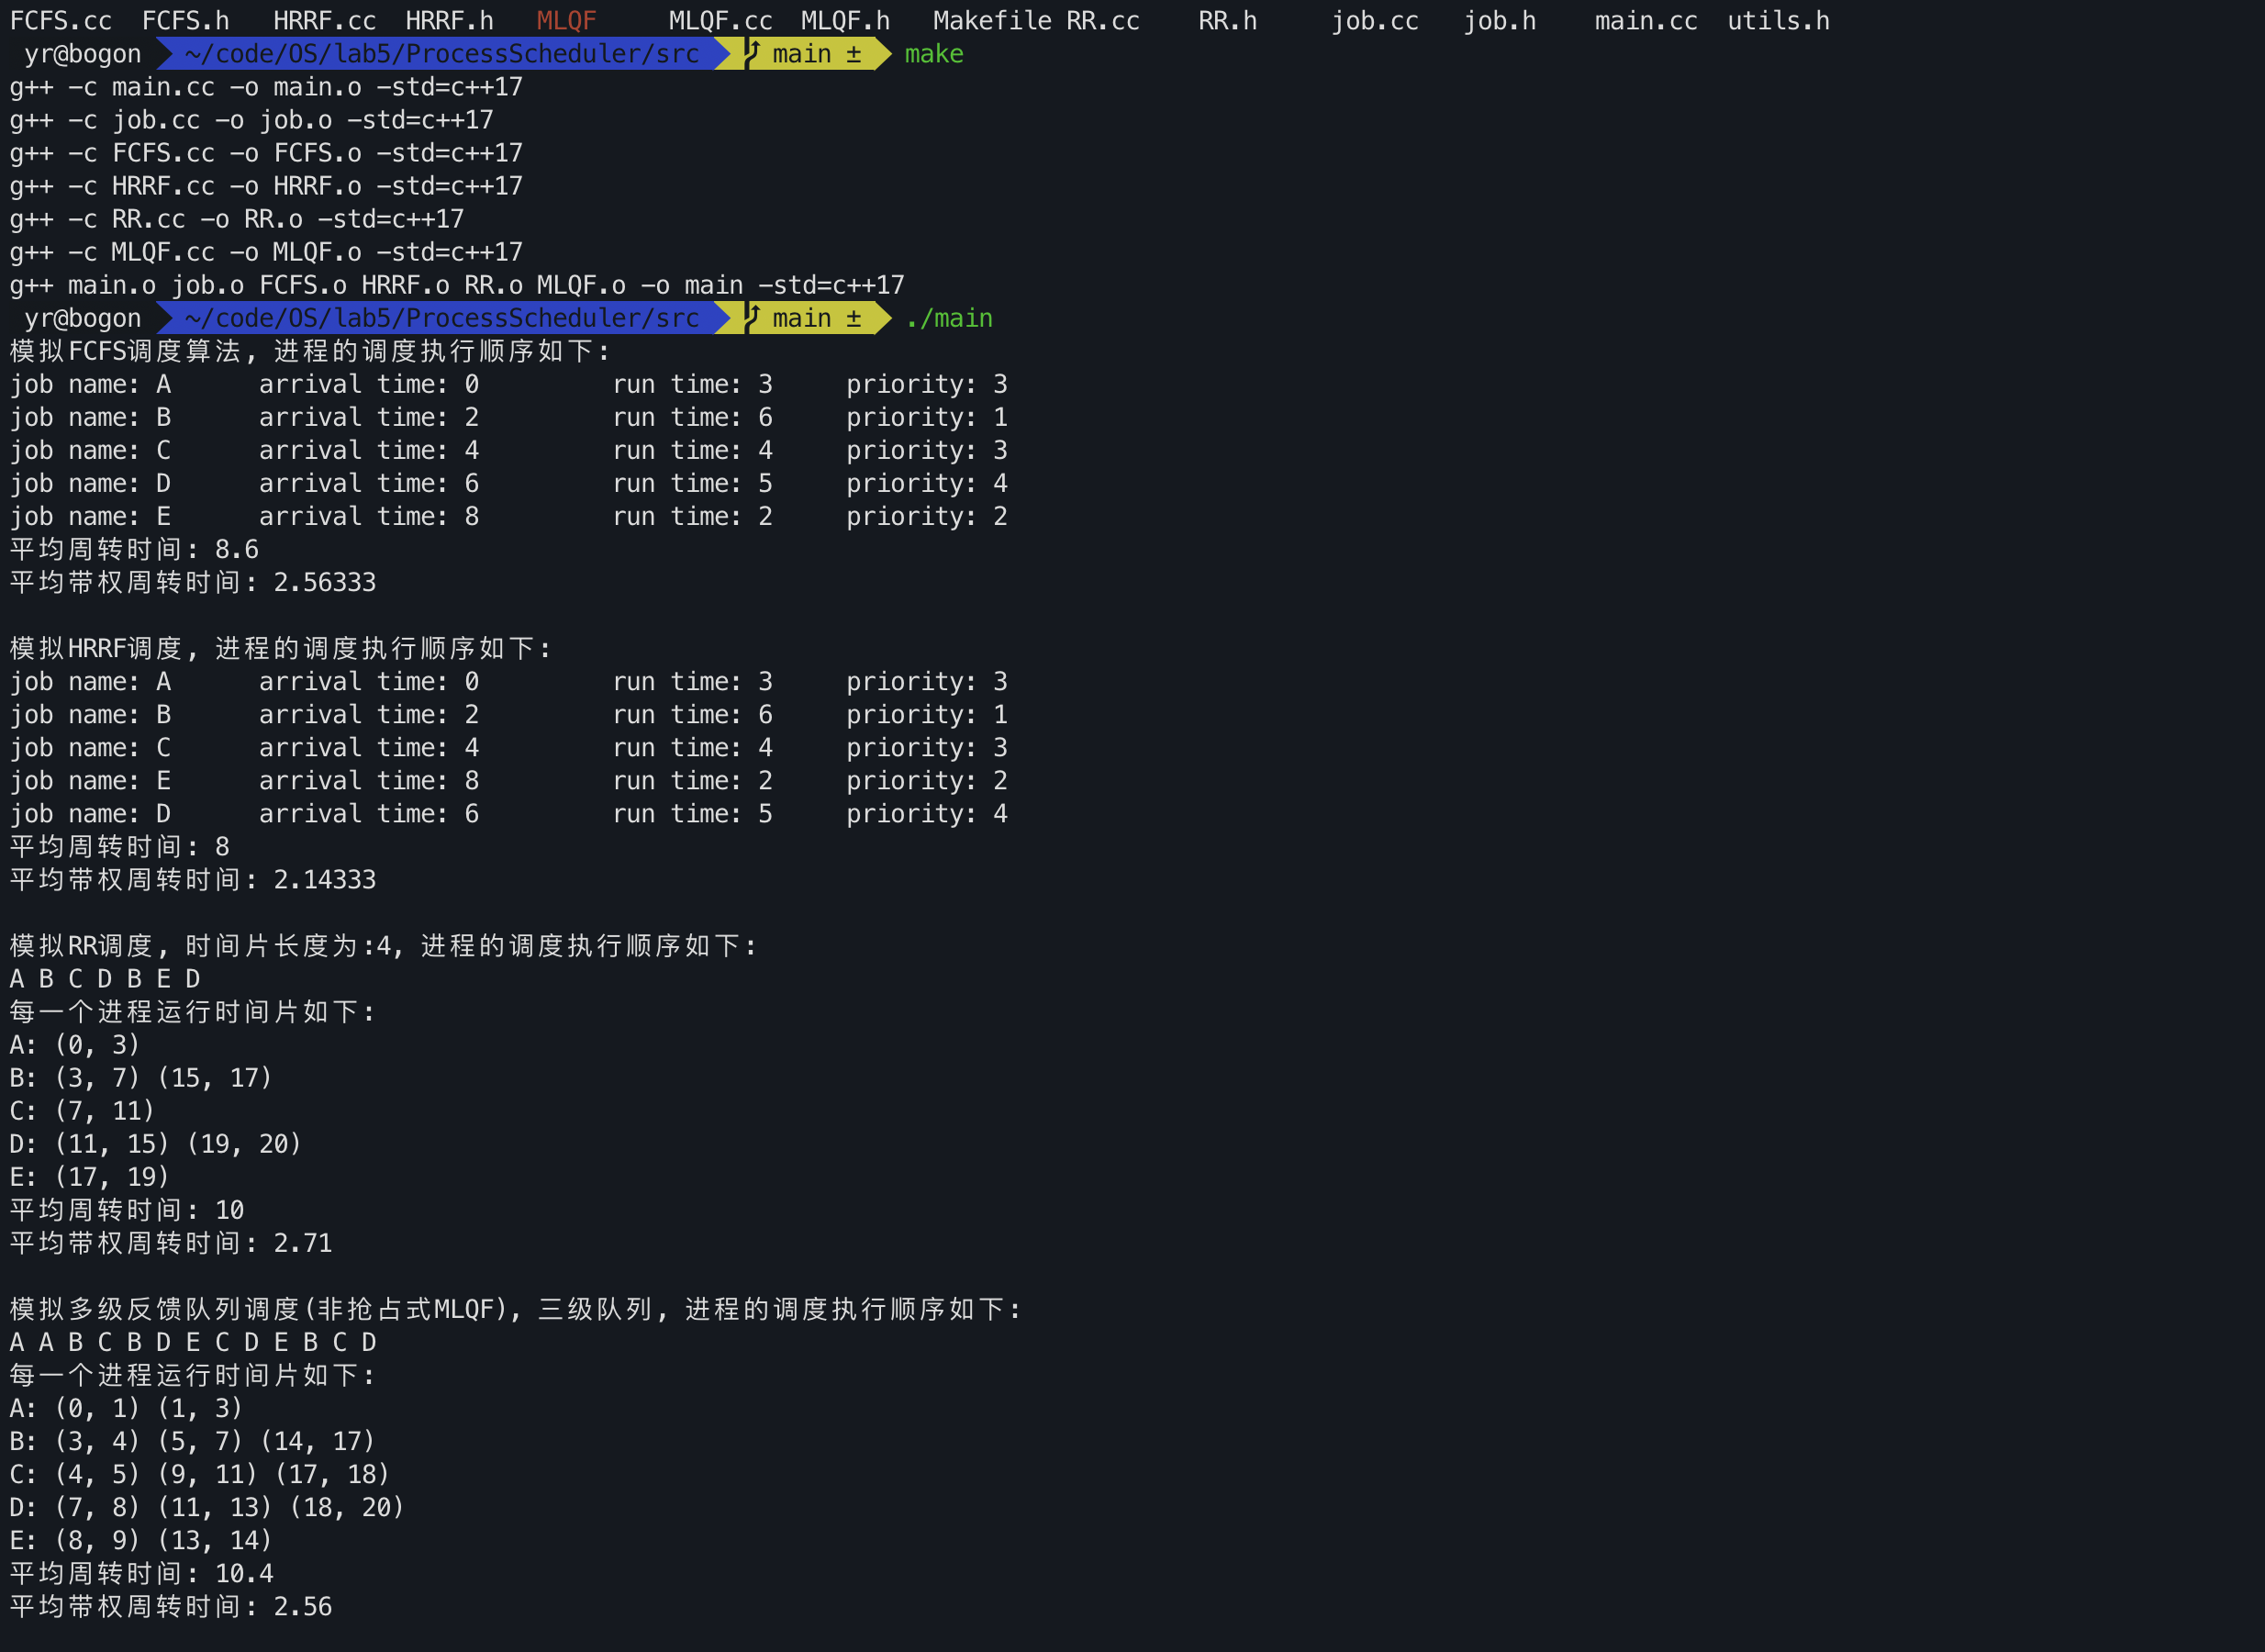 FCFS.cc  FCFS.h   HRRF.cc  HRRF.h   MLQF     MLQF.cc  MLQF.h   Makefile RR.cc    RR.h     job.cc   job.h    main.cc  utils.h
yr@bogon ~/code/OS/lab5/ProcessScheduler/src main ± make
g++ -c main.cc -o main.o -std=c++17
g++ -c job.cc -o job.o -std=c++17
g++ -c FCFS.cc -o FCFS.o -std=c++17
g++ -c HRRF.cc -o HRRF.o -std=c++17
g++ -c RR.cc -o RR.o -std=c++17
g++ -c MLQF.cc -o MLQF.o -std=c++17
g++ main.o job.o FCFS.o HRRF.o RR.o MLQF.o -o main -std=c++17
yr@bogon ~/code/OS/lab5/ProcessScheduler/src main ± ./main
模拟FCFS调度算法, 进程的调度执行顺序如下:
job name: A      arrival time: 0         run time: 3     priority: 3
job name: B      arrival time: 2         run time: 6     priority: 1
job name: C      arrival time: 4         run time: 4     priority: 3
job name: D      arrival time: 6         run time: 5     priority: 4
job name: E      arrival time: 8         run time: 2     priority: 2
平均周转时间: 8.6
平均带权周转时间: 2.56333
模拟HRRF调度, 进程的调度执行顺序如下:
job name: A      arrival time: 0         run time: 3     priority: 3
job name: B      arrival time: 2         run time: 6     priority: 1
job name: C      arrival time: 4         run time: 4     priority: 3
job name: E      arrival time: 8         run time: 2     priority: 2
job name: D      arrival time: 6         run time: 5     priority: 4
平均周转时间: 8
平均带权周转时间: 2.14333
模拟RR调度, 时间片长度为:4, 进程的调度执行顺序如下:
A B C D B E D
每一个进程运行时间片如下:
A: (0, 3)
B: (3, 7) (15, 17)
C: (7, 11)
D: (11, 15) (19, 20)
E: (17, 19)
平均周转时间: 10
平均带权周转时间: 2.71
模拟多级反馈队列调度(非抢占式MLQF), 三级队列, 进程的调度执行顺序如下:
A A B C B D E C D E B C D
每一个进程运行时间片如下:
A: (0, 1) (1, 3)
B: (3, 4) (5, 7) (14, 17)
C: (4, 5) (9, 11) (17, 18)
D: (7, 8) (11, 13) (18, 20)
E: (8, 9) (13, 14)
平均周转时间: 10.4
平均带权周转时间: 2.56